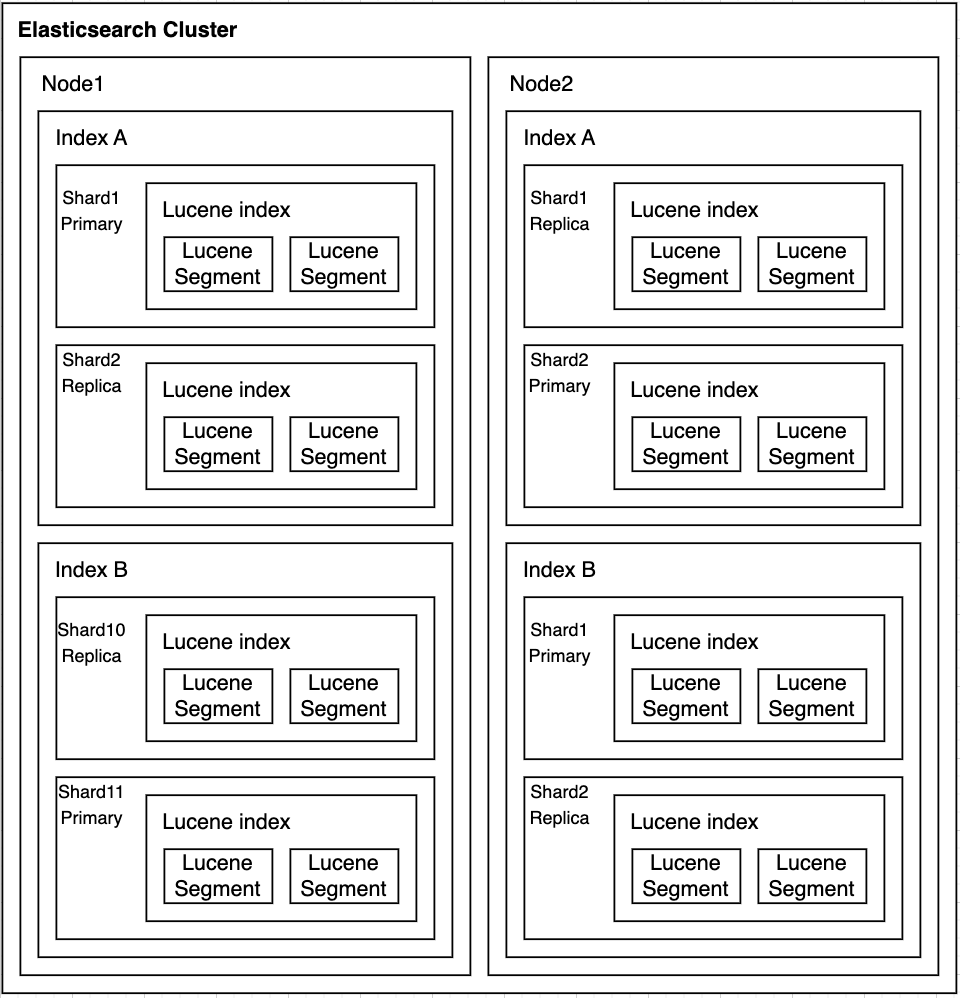 Elasticsearch Cluster
Node1
Index A
Shard1
Primary
Lucene index
Lucene
Segment
Lucene
Segment
Shard2
Replica
Lucene index
Lucene
Segment
Lucene
Segment
Index B
Shard10
Replica
Lucene index
Lucene
Segment
Lucene
Segment
Shard11
Primary
Lucene index
Lucene
Segment
Lucene
Segment
Node2
Index A
Shard1
Replica
Lucene index
Lucene
Segment
Lucene
Segment
Shard2
Primary
Lucene index
Lucene
Segment
Lucene
Segment
Index B
Shard1
Primary
Lucene index
Lucene
Segment
Lucene
Segment
Shard2
Replica
Lucene index
Lucene
Segment
Lucene
Segment